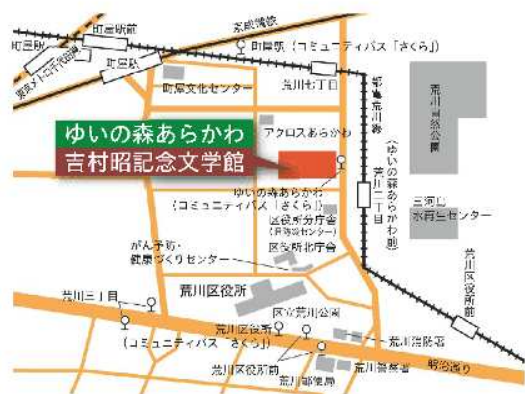 京成線
町屋駅前
町屋駅
町屋駅（コミュニティバス「さくら」）
東京メトロ千代田線
町屋駅
町屋文化センター
荒川七丁目
都電荒川線
荒川自然公園
アクロスあらかわ
ゆいの森あらかわ
吉村昭記念文学館
荒川二丁目
（ゆいの森あらかわ前）
ゆいの森あらかわ
（コミュニティバス「さくら」）
三河島
水再生センター
区役所分庁舎
区役所北庁舎
がん予防・
健康づくりセンター
荒川区役所前
荒川区役所
荒川三丁目
区立荒川公園
荒川区役所
（コミュニティバス「さくら」）
荒川消防署
荒川区役所前
荒川警察署
明治通り
荒川郵便局